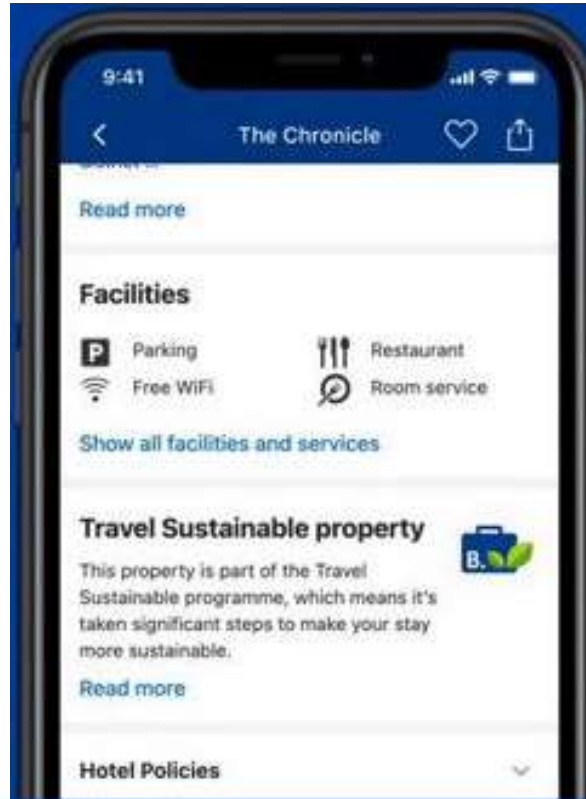 9:41
The Chronicle
Read more
Facilities
P Parking
Restaurant
Free WiFi
Room service
Show all facilities and services
Travel Sustainable property
B.
This property is part of the Travel
Sustainable programme, which means it's
taken significant steps to make your stay
more sustainable.
Read more
Hotel Policies